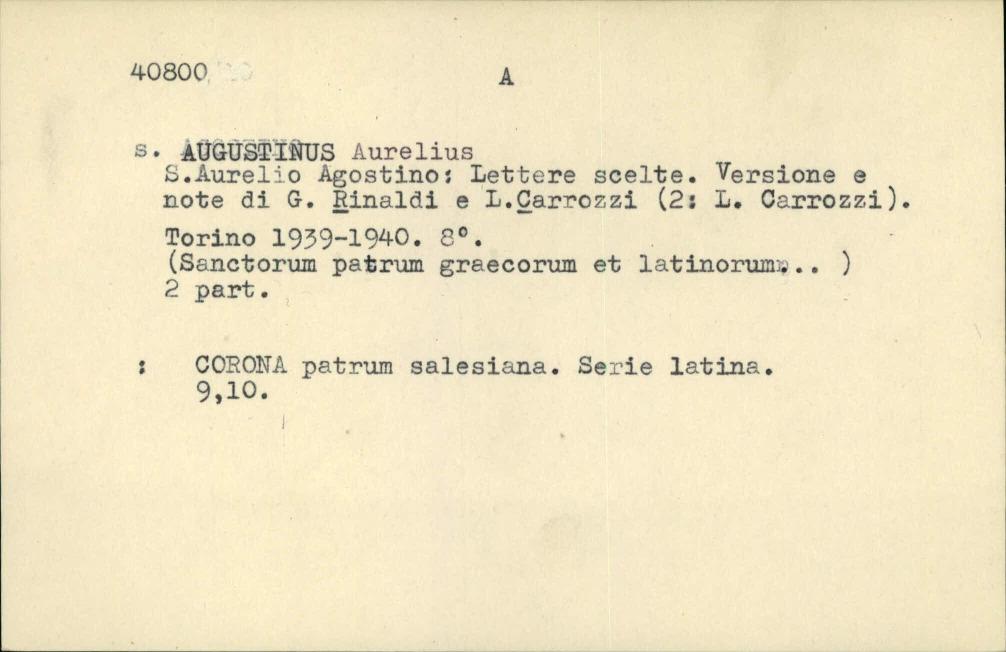 40800
A
s. AUGUSTINUS Aurelius
S.Aurelio Agostino: Lettere scelte. Versione e
note di G. Rinaldi e L.Carrozzi (2: L. Carrozzi).
Torino 1939-1940. 8°.
(Sanctorum patrum graecorum et latinorum... )
2 part.
: CORONA patrum salesiana. Serie latina.
9,10.